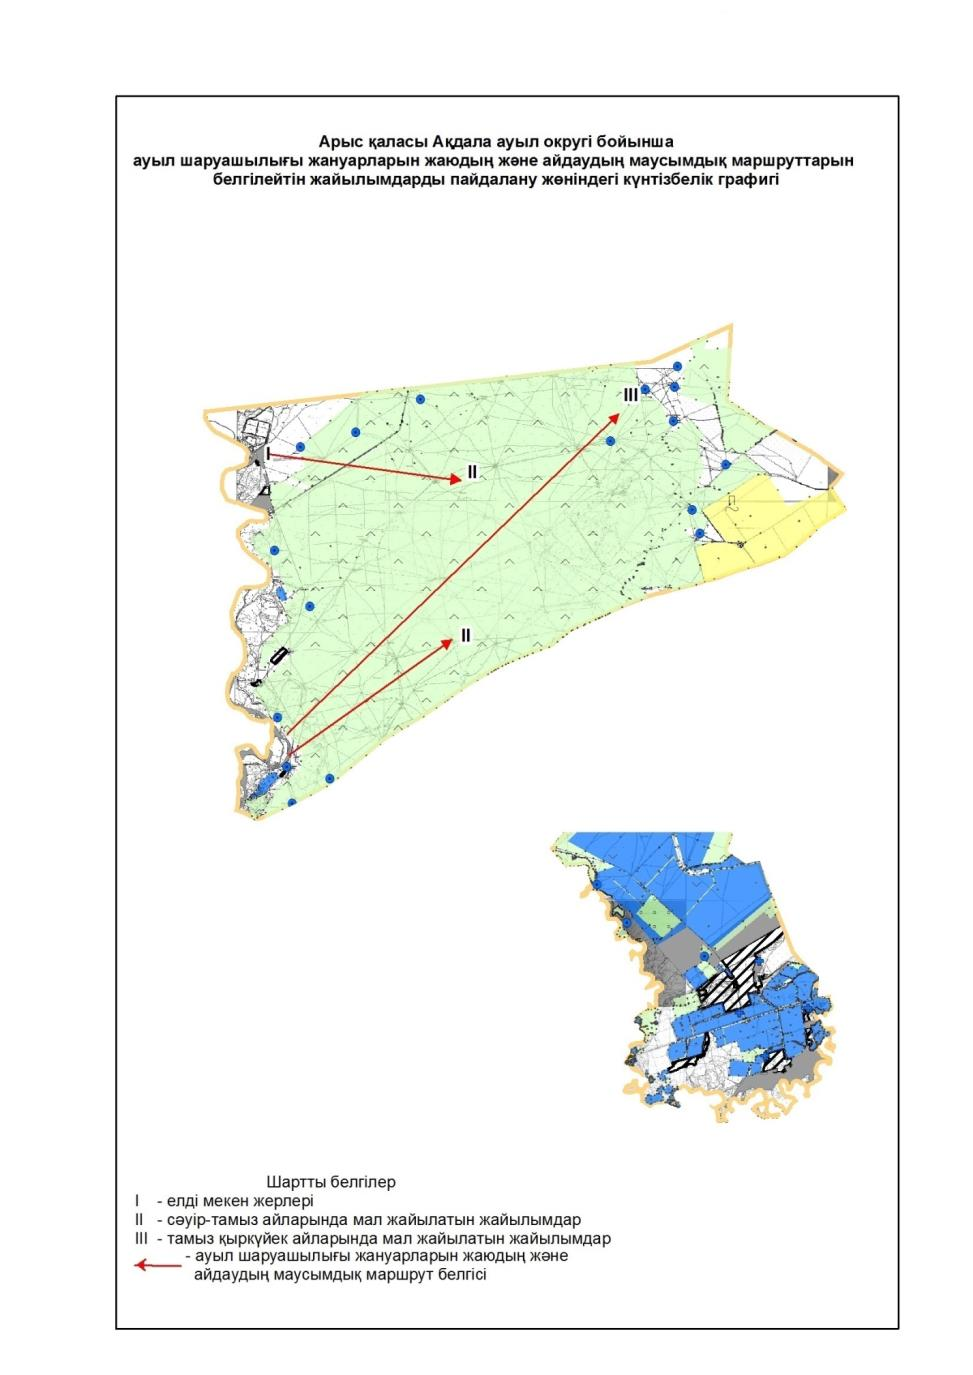 Арыс қаласы Ақдала ауыл округі бойынша
ауыл шаруашылығы жануарларын жаюдың және айдаудың маусымдық маршруттарын
белгілейтін жайылымдарды пайдалану жөніндегі күнтізбелік графигі
III
I
II
II
Шартты белгілер
I - елді мекен жерлері
II - сәуір-тамыз айларында мал жайылатын жайылымдар
III - тамыз қыркүйек айларында мал жайылатын жайылымдар
- ауыл шаруашылығы жануарларын жаюдың және
айдаудың маусымдық маршрут белгісі